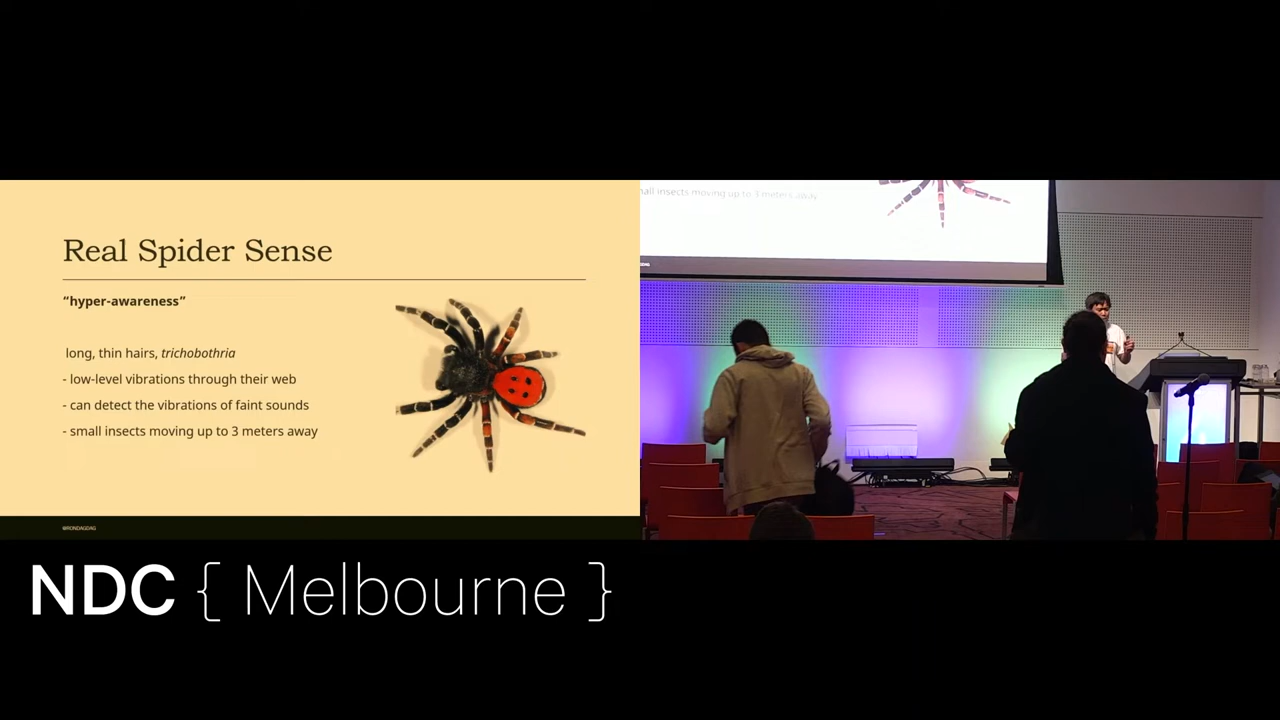 Real Spider Sense
“hyper-awareness”
long, thin hairs, trichobothria
- low-level vibrations through their web
- can detect the vibrations of faint sounds
- small insects moving up to 3 meters away
@RONDAGDAG
nall insects moving up to 3 meters away
NDC { Melbourne }